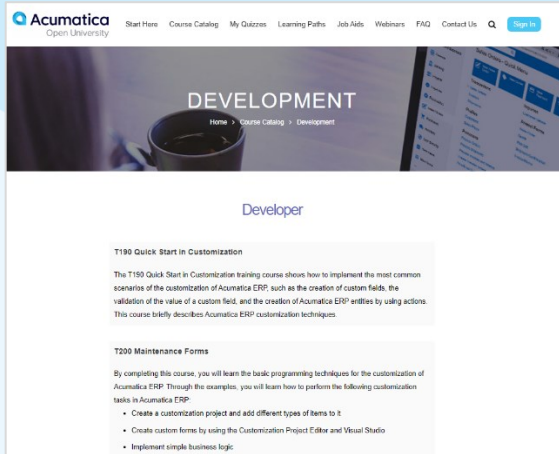 Acumatica
Open University
Start Here Course Catalog My Quizzes Learning Paths Job Aids Webinars FAQ Contact Us Sign In
DEVELOPMENT
Home > Course Catalog > Development
Developer
T190 Quick Start in Customization
The T190 Quick Start in Customization training course shows how to implement the most common
scenarios of the customization of Acumatica ERP, such as the creation of custom fields, the
validation of the value of a custom field, and the creation of Acumatica ERP entities by using actions.
This course briefly describes Acumatica ERP customization techniques.
T200 Maintenance Forms
By completing this course, you will learn the basic programming techniques for the customization of
Acumatica ERP. Through the examples, you will learn how to perform the following customization
tasks in Acumatica ERP:
• Create a customization project and add different types of items to it
• Create custom forms by using the Customization Project Editor and Visual Studio
• Implement simple business logic